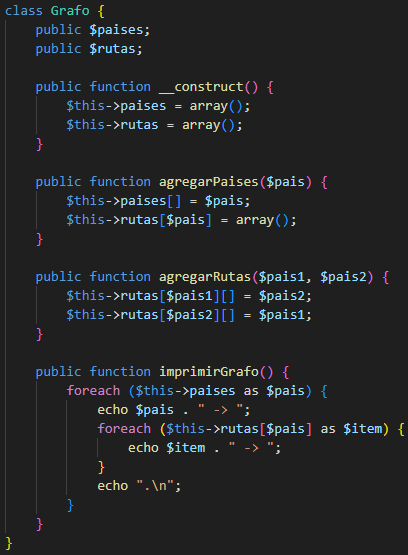 class Grafo {
    public $paises;
    public $rutas;

    public function __construct() {
        $this->paises = array();
        $this->rutas = array();
    }

    public function agregarPaises($pais) {
        $this->paises[] = $pais;
        $this->rutas[$pais] = array();
    }

    public function agregarRutas($pais1, $pais2) {
        $this->rutas[$pais1][] = $pais2;
        $this->rutas[$pais2][] = $pais1;
    }

    public function imprimirGrafo() {
        foreach ($this->paises as $pais) {
            echo $pais . " -> ";
            foreach ($this->rutas[$pais] as $item) {
                echo $item . " -> ";
            }
            echo ".\n";
        }
    }
}